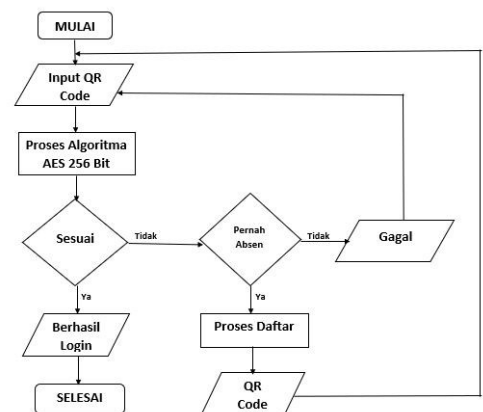 MULAI
Input QR
Code
Proses Algoritma
AES 256 Bit
Sesuai
Tidak
Pernah
Absen
Tidak
Gagal
Ya
Ya
Berhasil
Login
Proses Daftar
SELESAI
QR
Code